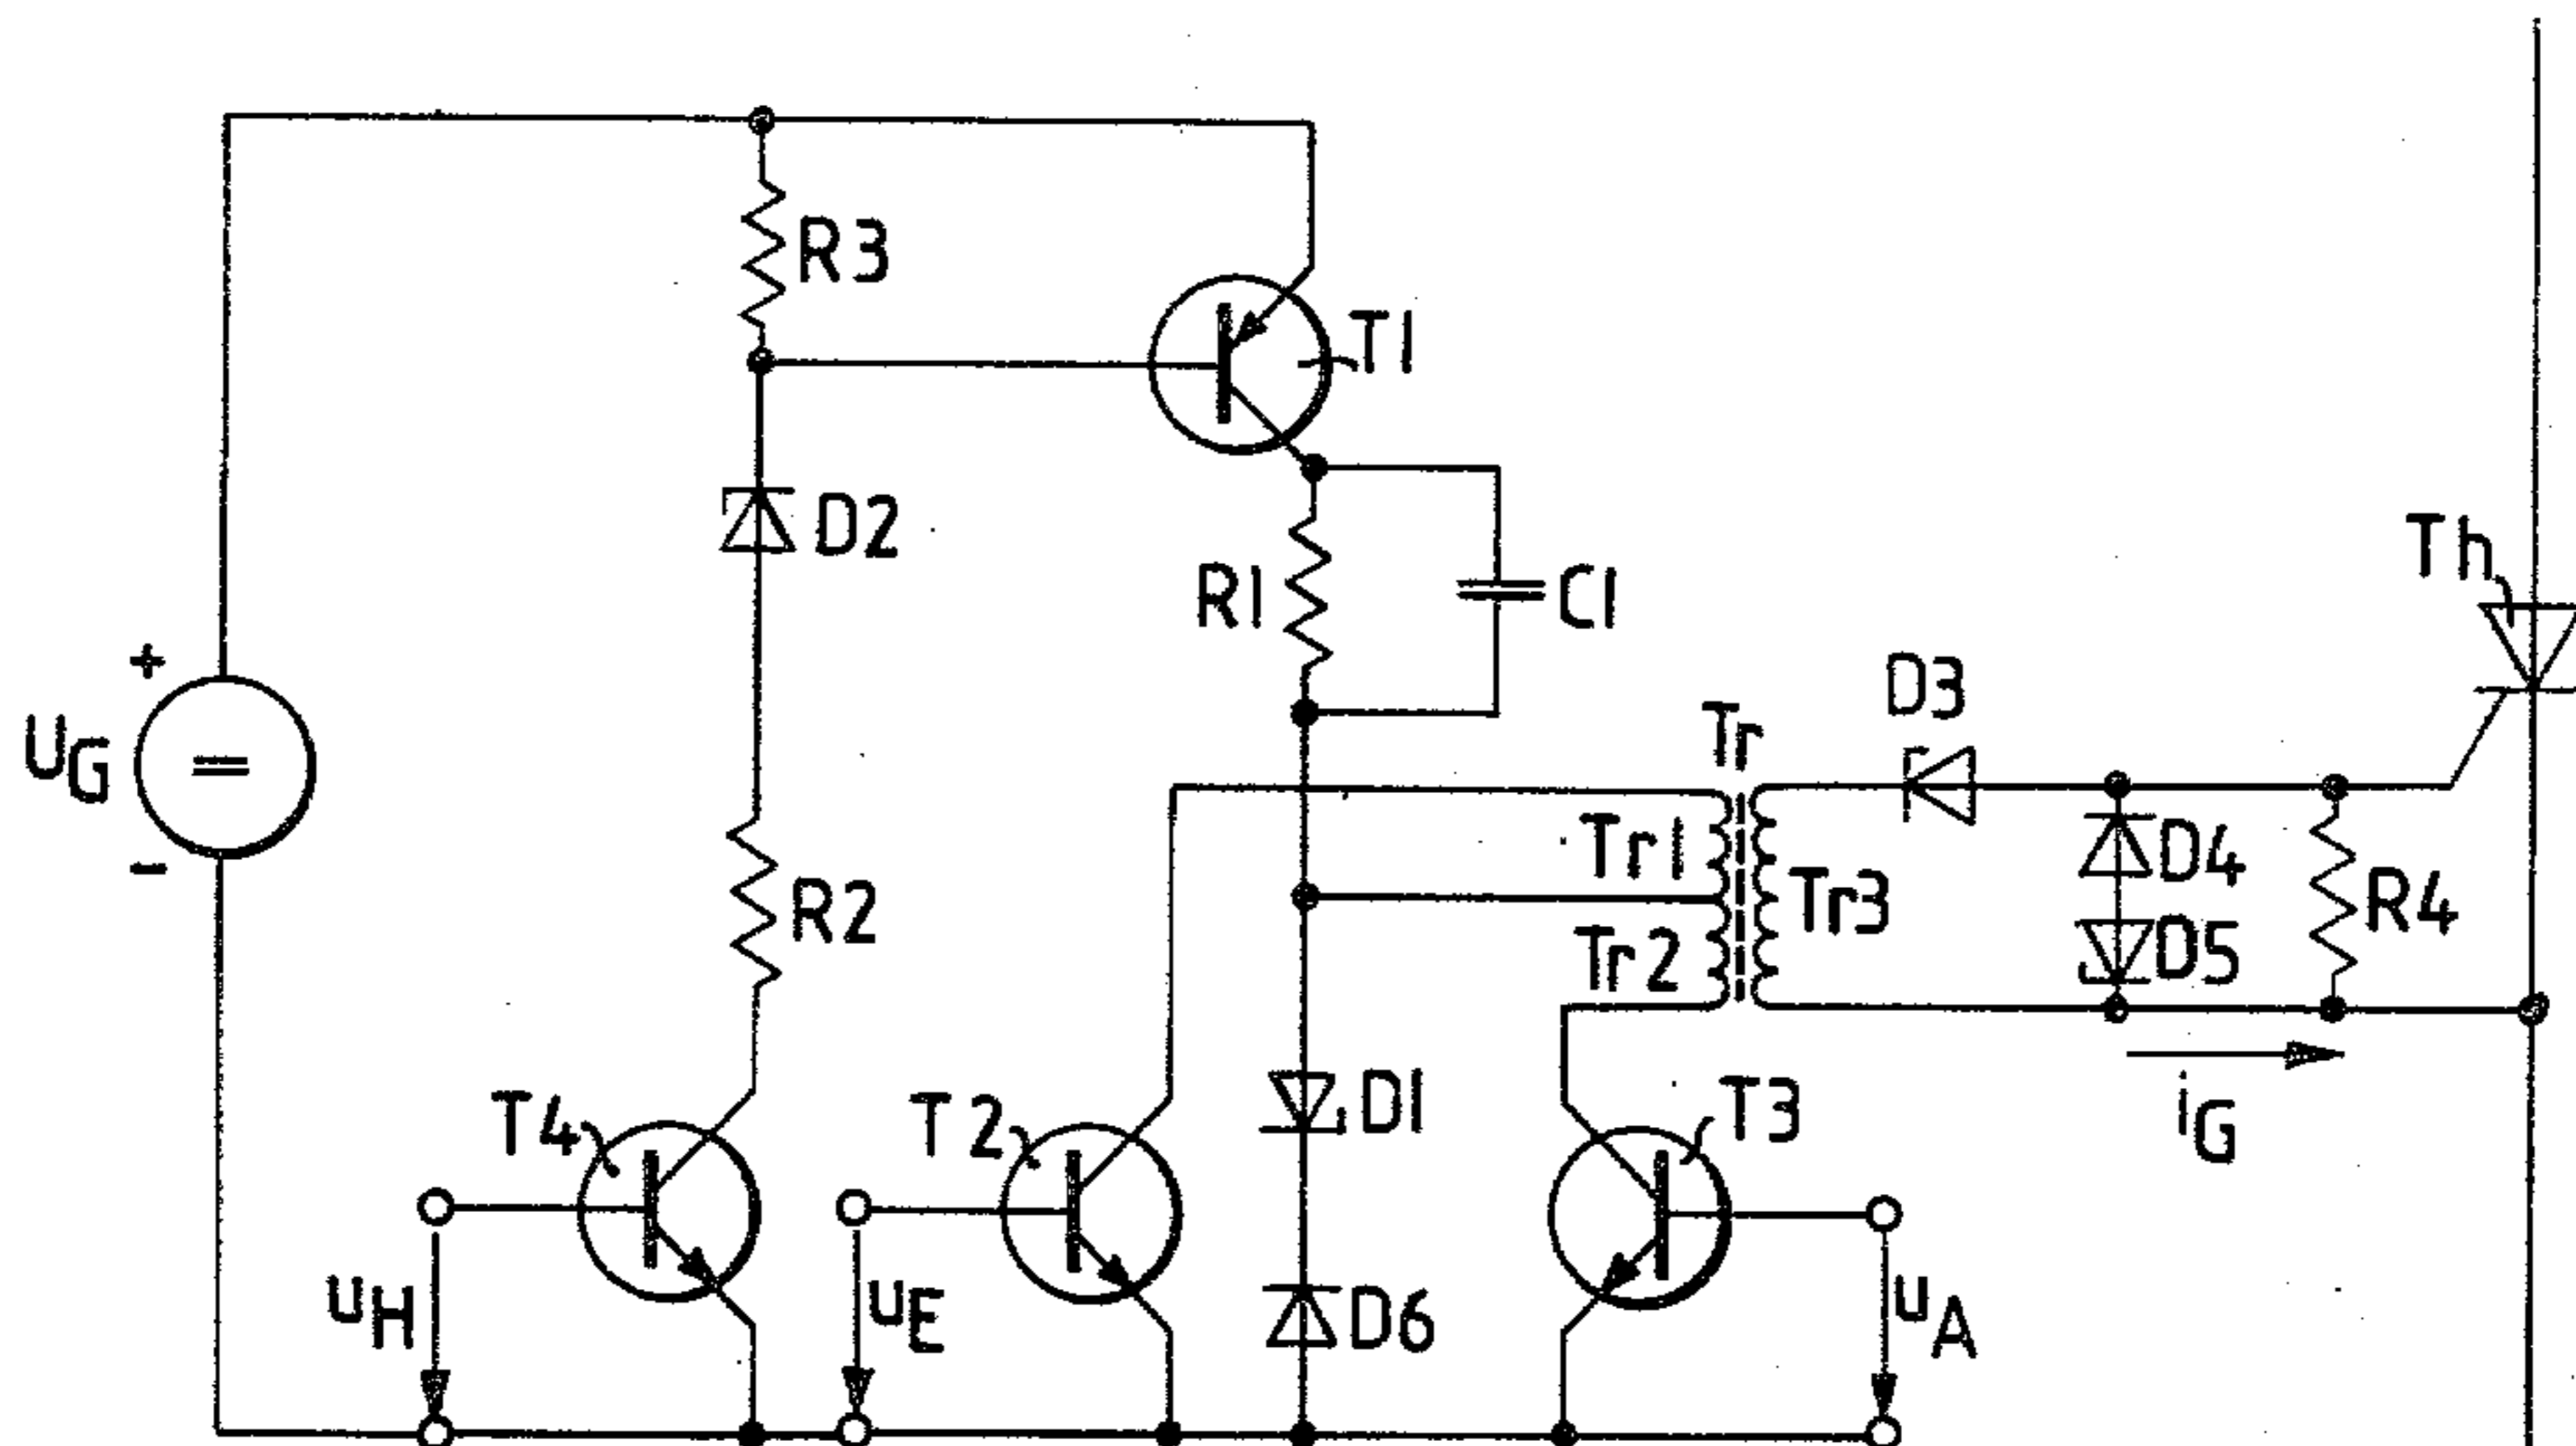 R3
T1
D2
R1
C1
Th
+
UG
=
-
D3
Tr
Tr1
Tr3
D4
R4
R2
Tr2
D5
T4
T2
D1
T3
iG
uH
uE
D6
uA